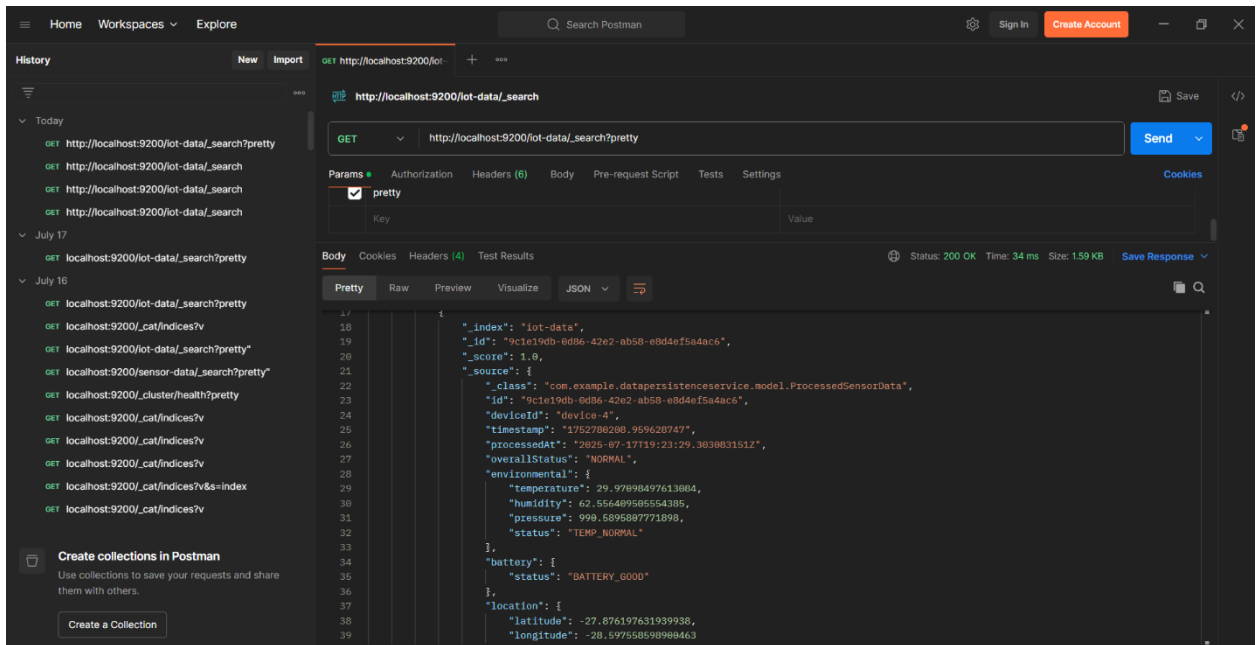 Home Workspaces Explore Search Postman Sign In Create Account
History New Import GET http://localhost:9200/iot-
HTTP http://localhost:9200/iot-data/_search Save
Today
GET http://localhost:9200/iot-data/_search?pretty
GET http://localhost:9200/iot-data/_search
GET http://localhost:9200/iot-data/_search
GET http://localhost:9200/iot-data/_search
July 17
GET localhost:9200/iot-data/_search?pretty
July 16
GET localhost:9200/iot-data/_search?pretty
GET localhost:9200/_cat/indices?v
GET localhost:9200/iot-data/_search?pretty"
GET localhost:9200/sensor-data/_search?pretty"
GET localhost:9200/_cluster/health?pretty
GET localhost:9200/_cat/indices?v
GET localhost:9200/_cat/indices?v
GET localhost:9200/_cat/indices?v
GET localhost:9200/_cat/indices?v&s=index
GET localhost:9200/_cat/indices?v
Create collections in Postman
Use collections to save your requests and share
them with others.
Create a Collection
GET http://localhost:9200/iot-data/_search?pretty Send
Params Authorization Headers (6) Body Pre-request Script Tests Settings Cookies
pretty
Key Value
Body Cookies Headers (4) Test Results Status: 200 OK Time: 34 ms Size: 1.59 KB Save Response
Pretty Raw Preview Visualize JSON
17 {
18 "_index": "iot-data",
19 "_id": "9c1e19db-0d86-42e2-ab58-e8d4ef5a4ac6",
20 "_score": 1.0,
21 "_source": {
22 "_class": "com.example.datapersistenceservice.model.ProcessedSensorData",
23 "id": "9c1e19db-0d86-42e2-ab58-e8d4ef5a4ac6",
24 "deviceId": "device-4",
25 "timestamp": "1752780208.959628747",
26 "processedAt": "2025-07-17T19:23:29.303083151Z",
27 "overallStatus": "NORMAL",
28 "environmental": {
29 "temperature": 29.97098497613084,
30 "humidity": 62.556409505554385,
31 "pressure": 990.5895807771898,
32 "status": "TEMP_NORMAL"
33 },
34 "battery": {
35 "status": "BATTERY_GOOD"
36 },
37 "location": {
38 "latitude": -27.876197631939938,
39 "longitude": -28.597558598900463